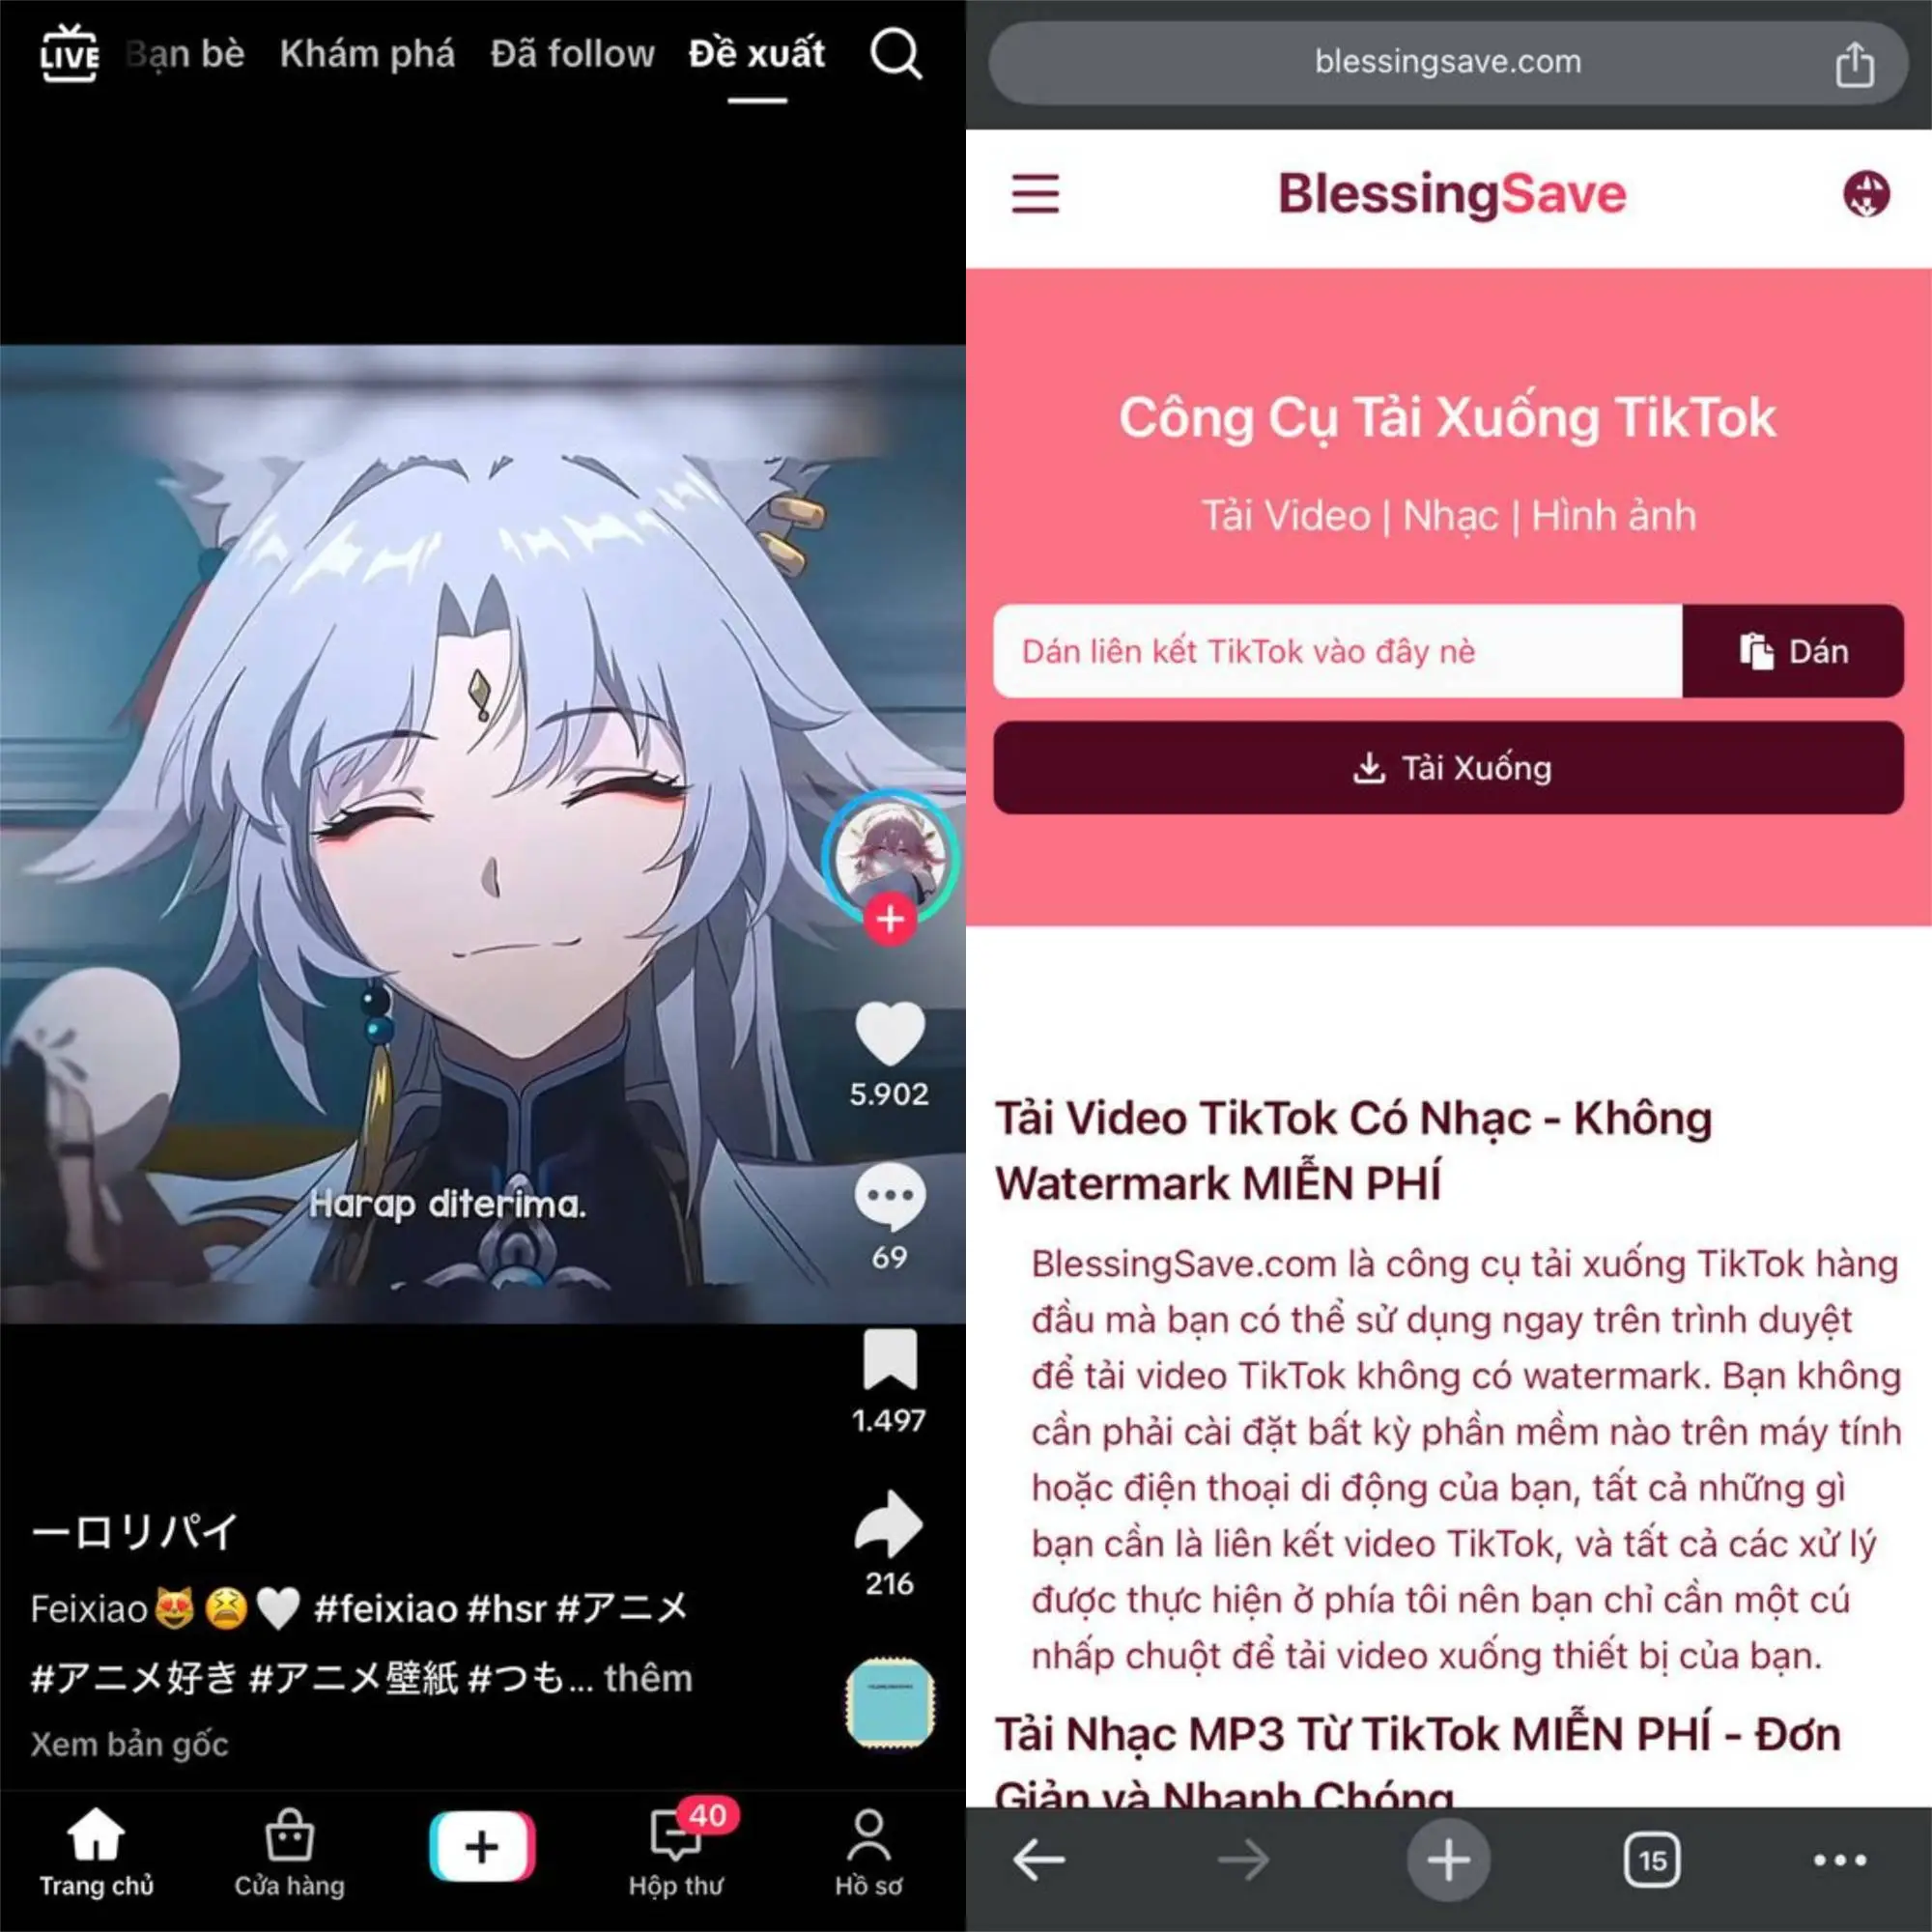 LIVE
Bạn bè
Khám phá
Đã follow
Đề xuất
Harap diterima.
5.902
69
1.497
216
一ロリパイ
Feixiao😻😫🤍 #feixiao #hsr #アニメ
#アニメ好き #アニメ壁紙 #つも... thêm
Xem bản gốc
40
Trang chủ
Cửa hàng
Hộp thư
Hồ sơ
blessingsave.com
BlessingSave
Công Cụ Tải Xuống TikTok
Tải Video | Nhạc | Hình ảnh
Dán liên kết TikTok vào đây nè
Dán
Tải Xuống
Tải Video TikTok Có Nhạc - Không
Watermark MIỄN PHÍ
BlessingSave.com là công cụ tải xuống TikTok hàng
đầu mà bạn có thể sử dụng ngay trên trình duyệt
để tải video TikTok không có watermark. Bạn không
cần phải cài đặt bất kỳ phần mềm nào trên máy tính
hoặc điện thoại di động của bạn, tất cả những gì
bạn cần là liên kết video TikTok, và tất cả các xử lý
được thực hiện ở phía tôi nên bạn chỉ cần một cú
nhấp chuột để tải video xuống thiết bị của bạn.
Tải Nhạc MP3 Từ TikTok MIỄN PHÍ - Đơn
Giản và Nhanh Chóng
15